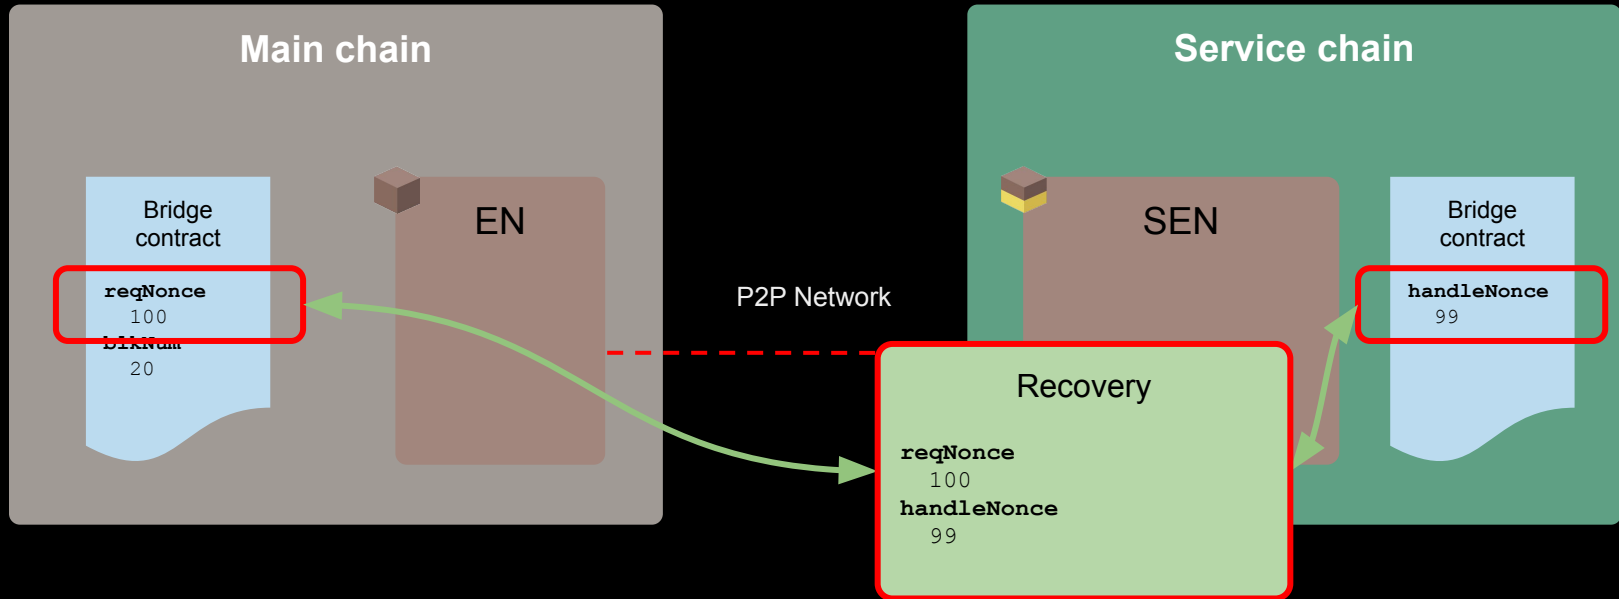 Main chain
Service chain
Bridge
contract
reqNonce
100
blkNum
20
EN
P2P Network
SEN
Bridge
contract
handleNonce
99
Recovery
reqNonce
100
handleNonce
99